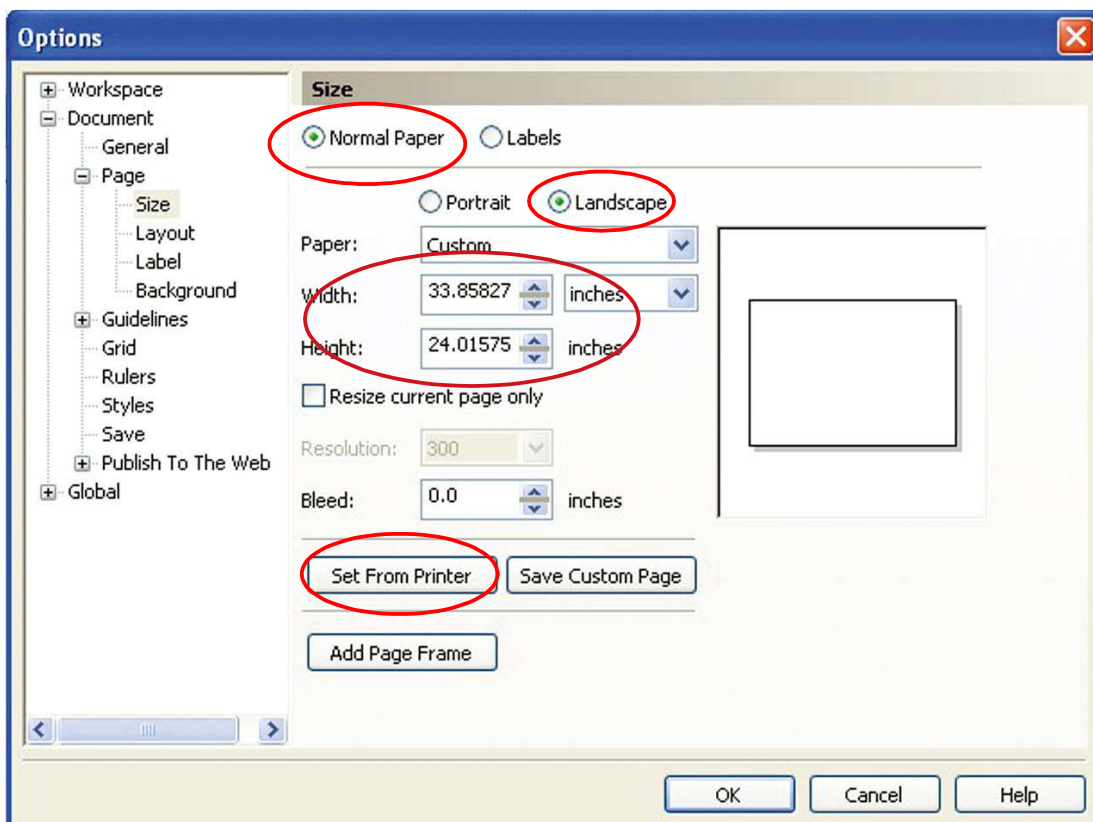 Options
Workspace
Document
General
Page
Size
Layout
Label
Background
Guidelines
Grid
Rulers
Styles
Save
Publish To The Web
Global
Size
Normal Paper Labels
Portrait Landscape
Paper: Custom
Width: 33.85827 inches
Height: 24.01575 inches
Resize current page only
Resolution: 300
Bleed: 0.0 inches
Set From Printer Save Custom Page
Add Page Frame
OK Cancel Help